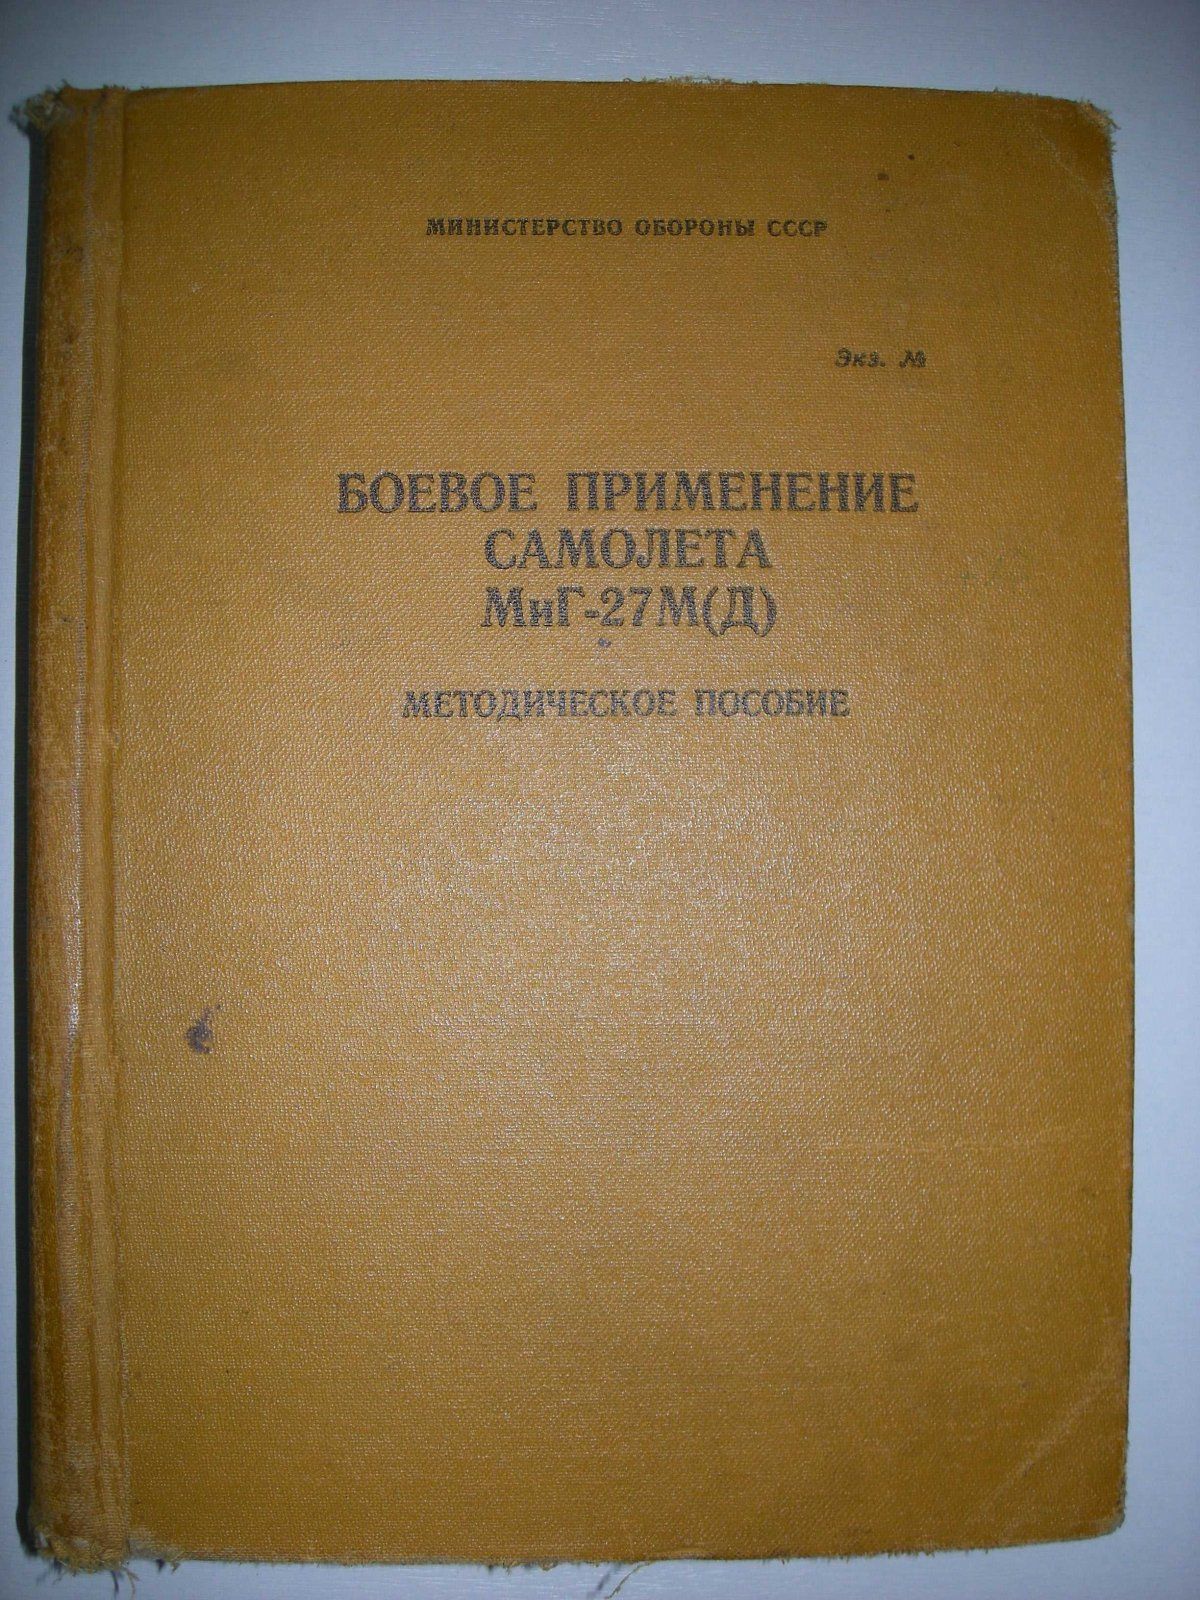 МИНИСТЕРСТВО ОБОРОНЫ СССР
Экз. №
БОЕВОЕ ПРИМЕНЕНИЕ
САМОЛЕТА
МиГ-27М(Д)
МЕТОДИЧЕСКОЕ ПОСОБИЕ